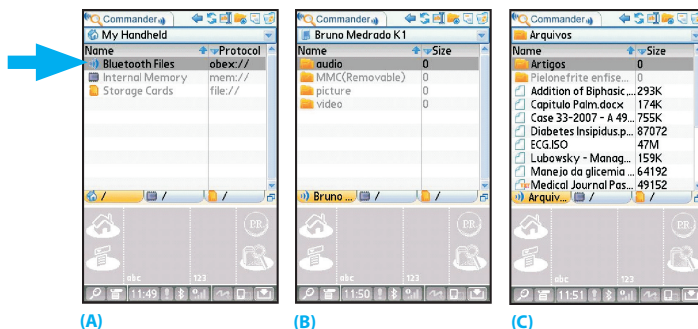 Commander
My Handheld
Name Protocol
Bluetooth Files obex://
Internal Memory mem://
Storage Cards file://
/ / /
abc 123
11:49
(A)
Commander
Bruno Medrado K1
Name Size
audio 0
MMC(Removable) 0
picture 0
video 0
Bruno ... / /
abc 123
11:50
(B)
Commander
Arquivos
Name Size
Artigos 0
Pielonefrite enfise... 0
Addition of Biphasic ... 293K
Capitulo Palm.docx 174K
Case 33-2007 - A 49... 755K
Diabetes Insipidus.p... 87072
ECG.ISO 47M
Lubowsky - Manag... 159K
Manejo da glicemia ... 64192
Medical Journal Pas... 49152
Arquiv... / /
abc 123
11:51
(C)